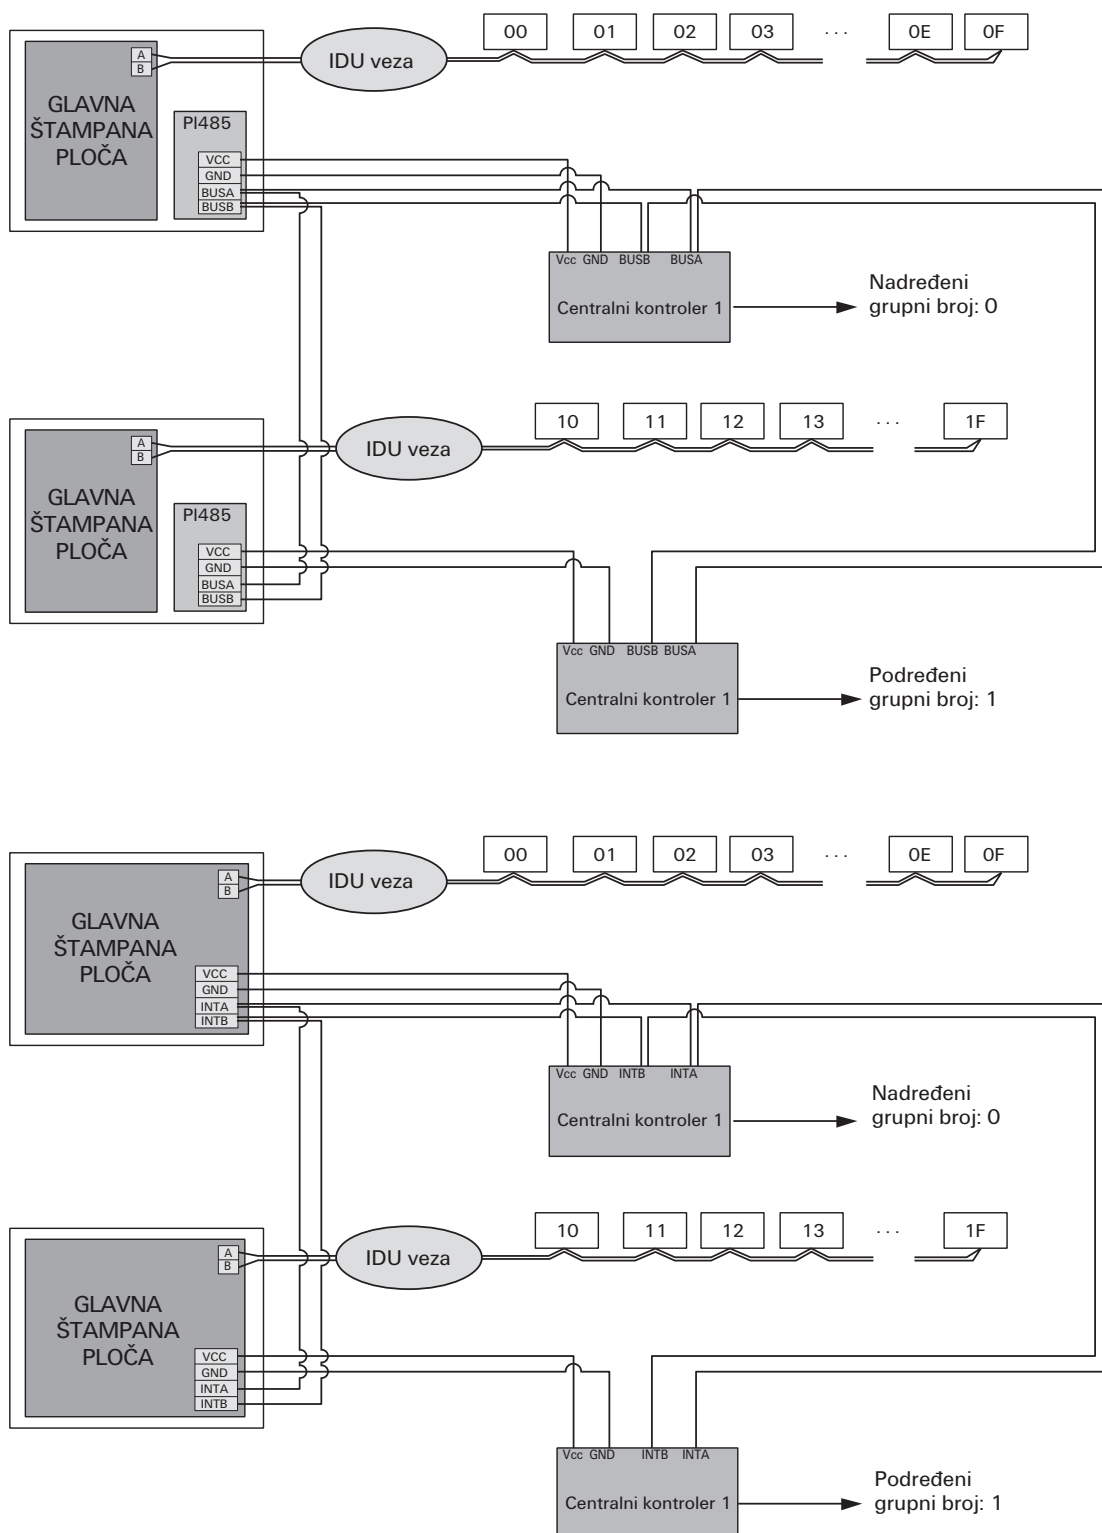 00 01 02 03 ... 0E 0F
A
B
IDU veza
GLAVNA
ŠTAMPANA
PLOČA
PI485
VCC
GND
BUSA
BUSB
Vcc GND BUSB BUSA
Centralni kontroler 1
Nadređeni
grupni broj: 0
10 11 12 13 ... 1F
A
B
IDU veza
GLAVNA
ŠTAMPANA
PLOČA
PI485
VCC
GND
BUSA
BUSB
Vcc GND BUSB BUSA
Centralni kontroler 1
Podređeni
grupni broj: 1
00 01 02 03 ... 0E 0F
A
B
IDU veza
GLAVNA
ŠTAMPANA
PLOČA
VCC
GND
INTA
INTB
Vcc GND INTB INTA
Centralni kontroler 1
Nadređeni
grupni broj: 0
10 11 12 13 ... 1F
A
B
IDU veza
GLAVNA
ŠTAMPANA
PLOČA
VCC
GND
INTA
INTB
Vcc GND INTB INTA
Centralni kontroler 1
Podređeni
grupni broj: 1